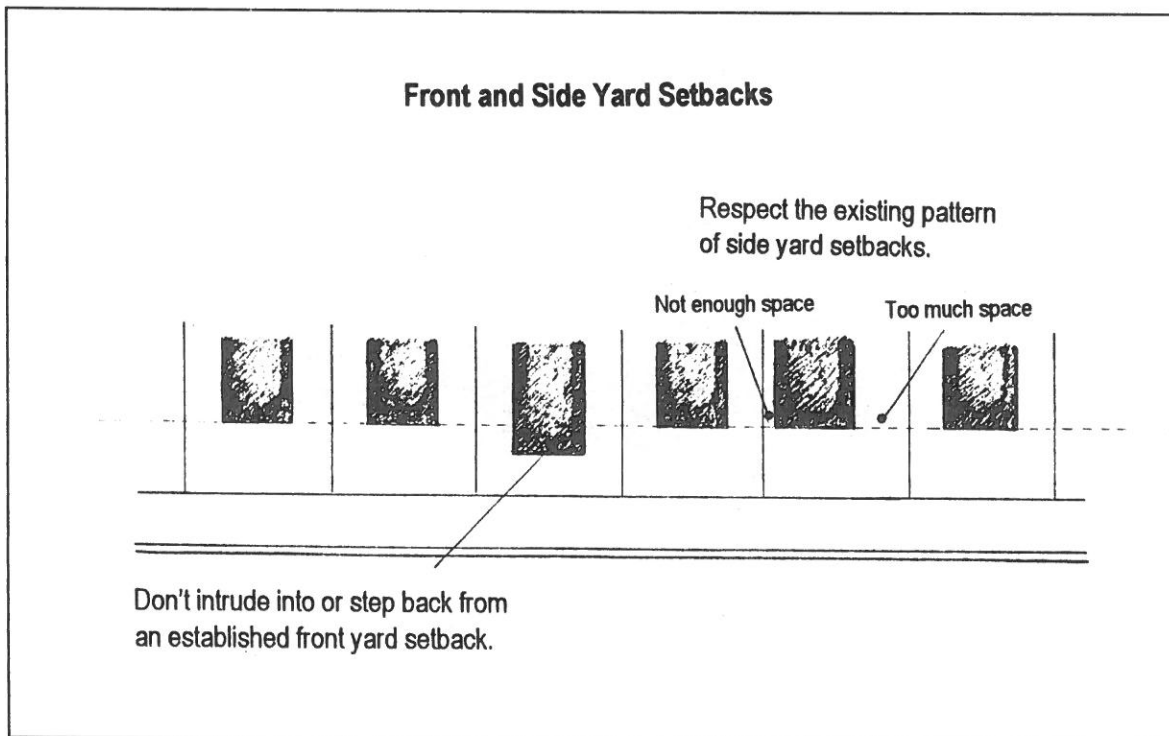 Front and Side Yard Setbacks
Respect the existing pattern
of side yard setbacks.
Not enough space
Too much space
Don't intrude into or step back from
an established front yard setback.